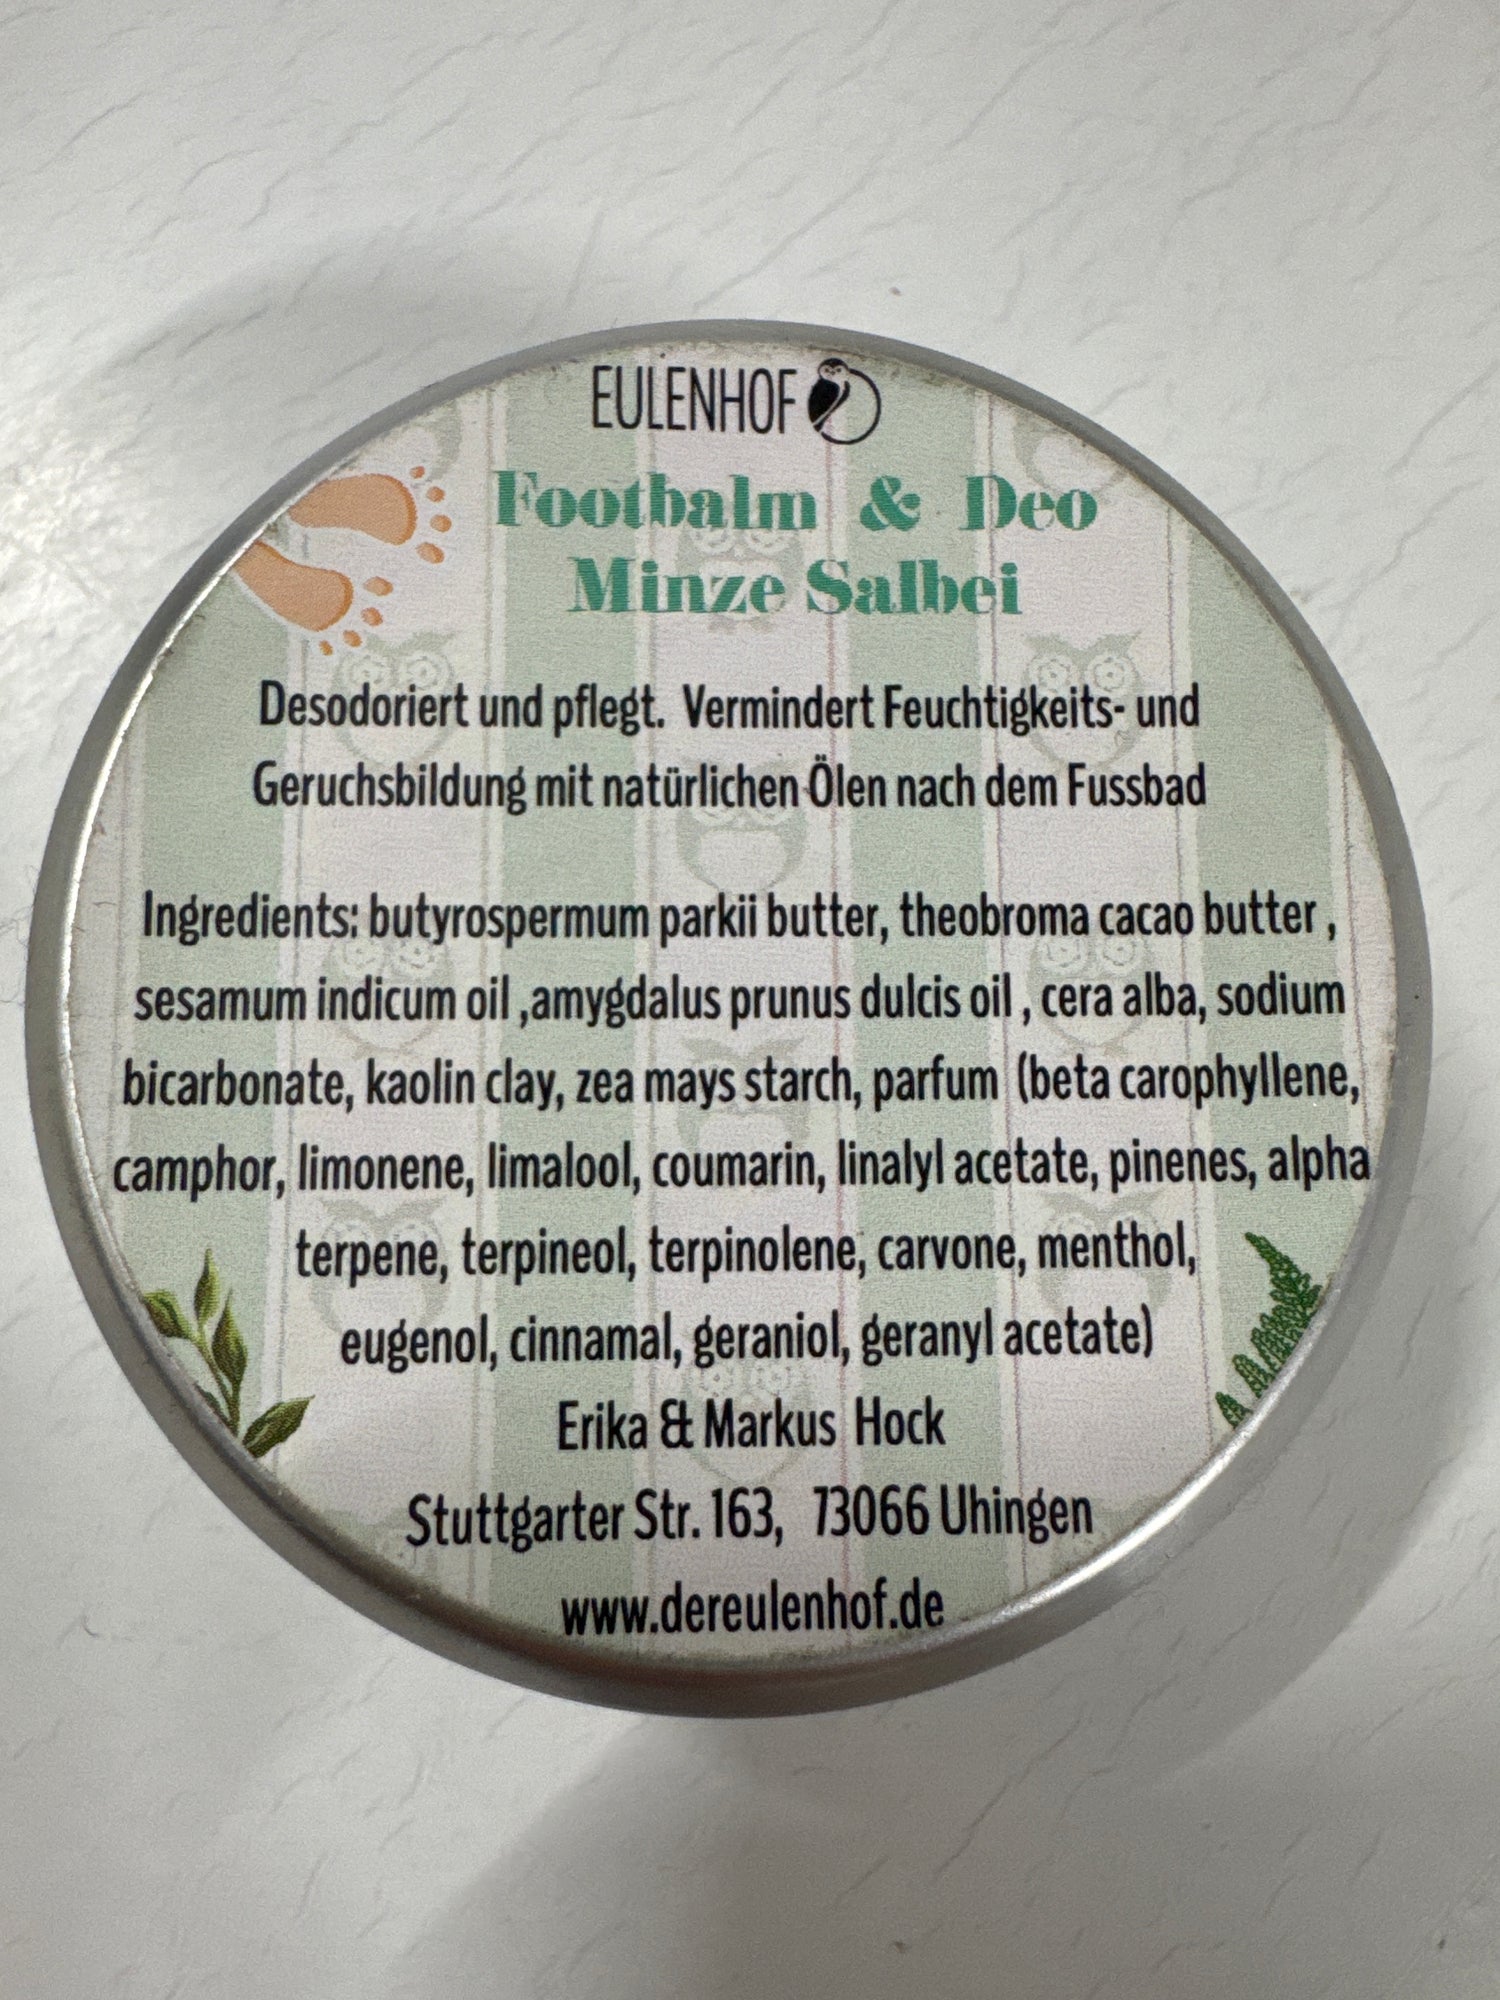 EULENHOF
Footbalm & Deo
Minze Salbei
Desodoriert und pflegt. Vermindert Feuchtigkeits- und
Geruchsbildung mit natürlichen Ölen nach dem Fussbad
Ingredients: butyrospermum parkii butter, theobroma cacao butter ,
sesamum indicum oil ,amygdalus prunus dulcis oil , cera alba, sodium
bicarbonate, kaolin clay, zea mays starch, parfum (beta carophyllene,
camphor, limonene, limalool, coumarin, linalyl acetate, pinenes, alpha
terpene, terpineol, terpinolene, carvone, menthol,
eugenol, cinnamal, geraniol, geranyl acetate)
Erika & Markus Hock
Stuttgarter Str. 163, 73066 Uhingen
www.dereulenhof.de